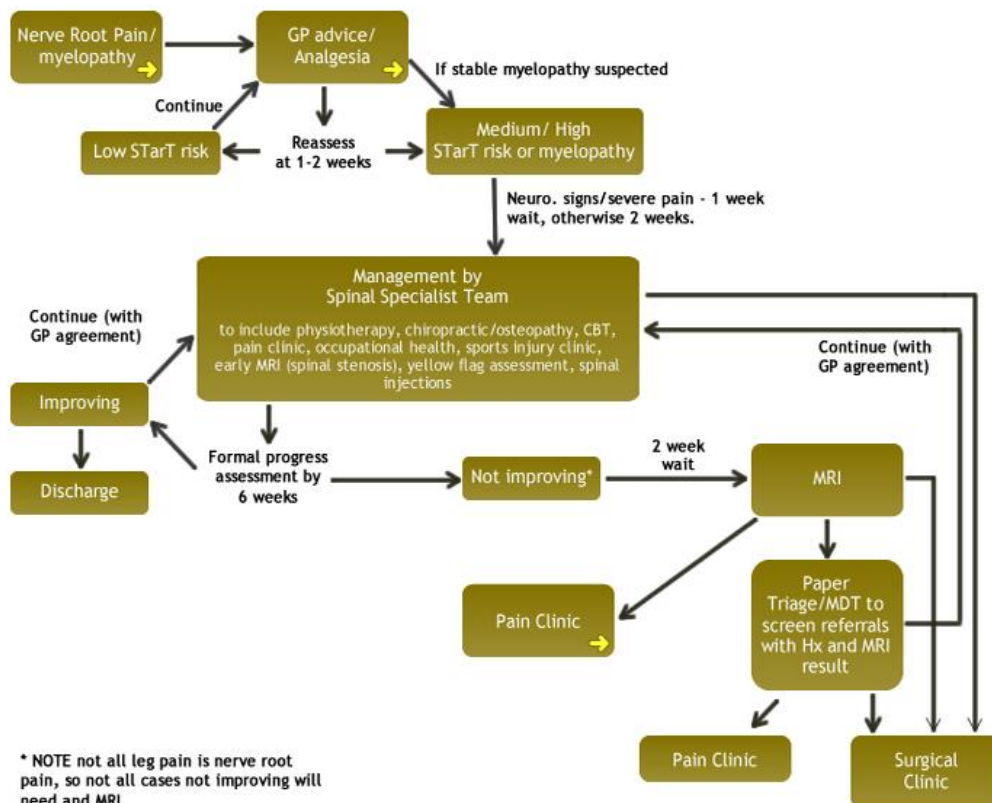 Nerve Root Pain/
myelopathy
GP advice/
Analgesia
If stable myelopathy suspected
Continue
Low STarT risk
Reassess
at 1-2 weeks
Medium/ High
STarT risk or myelopathy
Neuro. signs/severe pain - 1 week
wait, otherwise 2 weeks.
Management by
Spinal Specialist Team
to include physiotherapy, chiropractic/osteopathy, CBT,
pain clinic, occupational health, sports injury clinic,
early MRI (spinal stenosis), yellow flag assessment, spinal
injections
Continue (with
GP agreement)
Continue (with
GP agreement)
Improving
Discharge
Formal progress
assessment by
6 weeks
Not improving*
2 week
wait
MRI
Pain Clinic
Paper
Triage/MDT to
screen referrals
with Hx and MRI
result
Pain Clinic
Surgical
Clinic
* NOTE not all leg pain is nerve root
pain, so not all cases not improving will
need and MRI